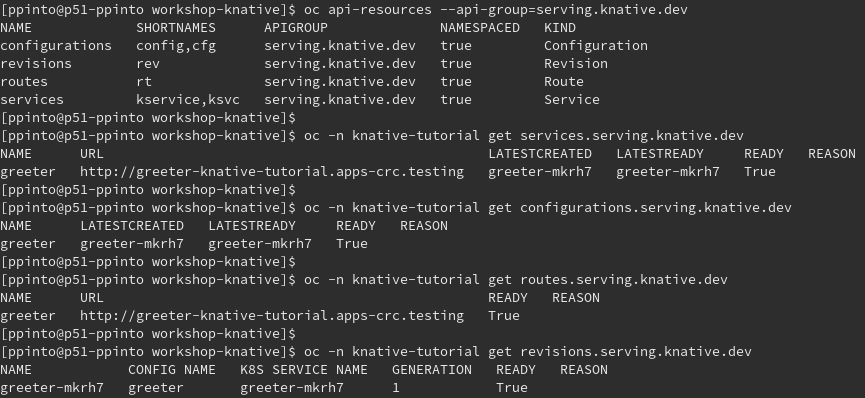 [ppinto@p51-ppinto workshop-knative]$ oc api-resources --api-group=serving.knative.dev
NAME             SHORTNAMES      APIGROUP              NAMESPACED   KIND
configurations   config,cfg      serving.knative.dev   true         Configuration
revisions        rev             serving.knative.dev   true         Revision
routes           rt              serving.knative.dev   true         Route
services         kservice,ksvc   serving.knative.dev   true         Service
[ppinto@p51-ppinto workshop-knative]$
[ppinto@p51-ppinto workshop-knative]$ oc -n knative-tutorial get services.serving.knative.dev
NAME      URL                                                LATESTCREATED   LATESTREADY     READY   REASON
greeter   http://greeter-knative-tutorial.apps-crc.testing   greeter-mkrh7   greeter-mkrh7   True
[ppinto@p51-ppinto workshop-knative]$
[ppinto@p51-ppinto workshop-knative]$ oc -n knative-tutorial get configurations.serving.knative.dev
NAME      LATESTCREATED   LATESTREADY     READY   REASON
greeter   greeter-mkrh7   greeter-mkrh7   True
[ppinto@p51-ppinto workshop-knative]$
[ppinto@p51-ppinto workshop-knative]$ oc -n knative-tutorial get routes.serving.knative.dev
NAME      URL                                                READY   REASON
greeter   http://greeter-knative-tutorial.apps-crc.testing   True
[ppinto@p51-ppinto workshop-knative]$
[ppinto@p51-ppinto workshop-knative]$ oc -n knative-tutorial get revisions.serving.knative.dev
NAME            CONFIG NAME   K8S SERVICE NAME   GENERATION   READY   REASON
greeter-mkrh7   greeter       greeter-mkrh7      1            True